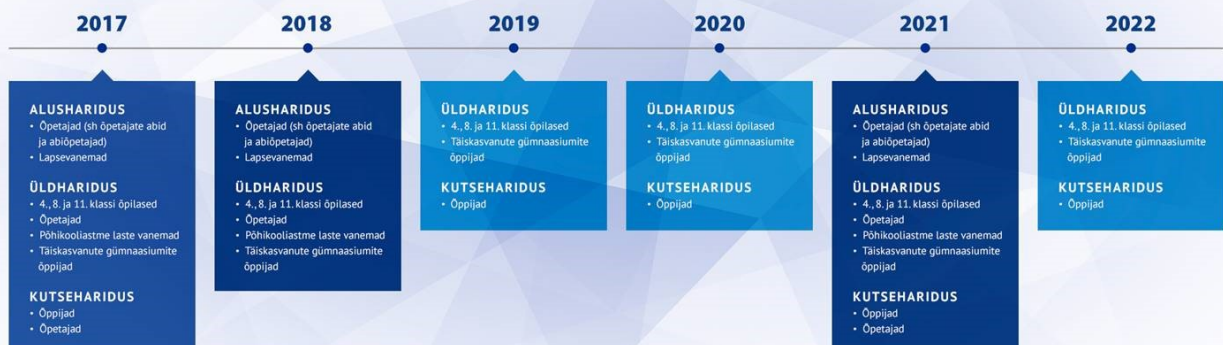 2017
ALUSHARIDUS
• Õpetajad (sh õpetajate abid
ja abiõpetajad)
• Lapsevanemad
ÜLDHARIDUS
• 4., 8. ja 11. klassi õpilased
• Õpetajad
• Põhikooliastme laste vanemad
• Täiskasvanute gümnaasiumite
õppijad
KUTSEHARIDUS
• Õppijad
• Õpetajad
2018
ALUSHARIDUS
• Õpetajad (sh õpetajate abid
ja abiõpetajad)
• Lapsevanemad
ÜLDHARIDUS
• 4., 8. ja 11. klassi õpilased
• Õpetajad
• Põhikooliastme laste vanemad
• Täiskasvanute gümnaasiumite
õppijad
2019
ÜLDHARIDUS
• 4., 8. ja 11. klassi õpilased
• Täiskasvanute gümnaasiumite
õppijad
KUTSEHARIDUS
• Õppijad
2020
ÜLDHARIDUS
• 4., 8. ja 11. klassi õpilased
• Täiskasvanute gümnaasiumite
õppijad
KUTSEHARIDUS
• Õppijad
2021
ALUSHARIDUS
• Õpetajad (sh õpetajate abid
ja abiõpetajad)
• Lapsevanemad
ÜLDHARIDUS
• 4., 8. ja 11. klassi õpilased
• Õpetajad
• Põhikooliastme laste vanemad
• Täiskasvanute gümnaasiumite
õppijad
KUTSEHARIDUS
• Õppijad
• Õpetajad
2022
ÜLDHARIDUS
• 4., 8. ja 11. klassi õpilased
• Täiskasvanute gümnaasiumite
õppijad
KUTSEHARIDUS
• Õppijad